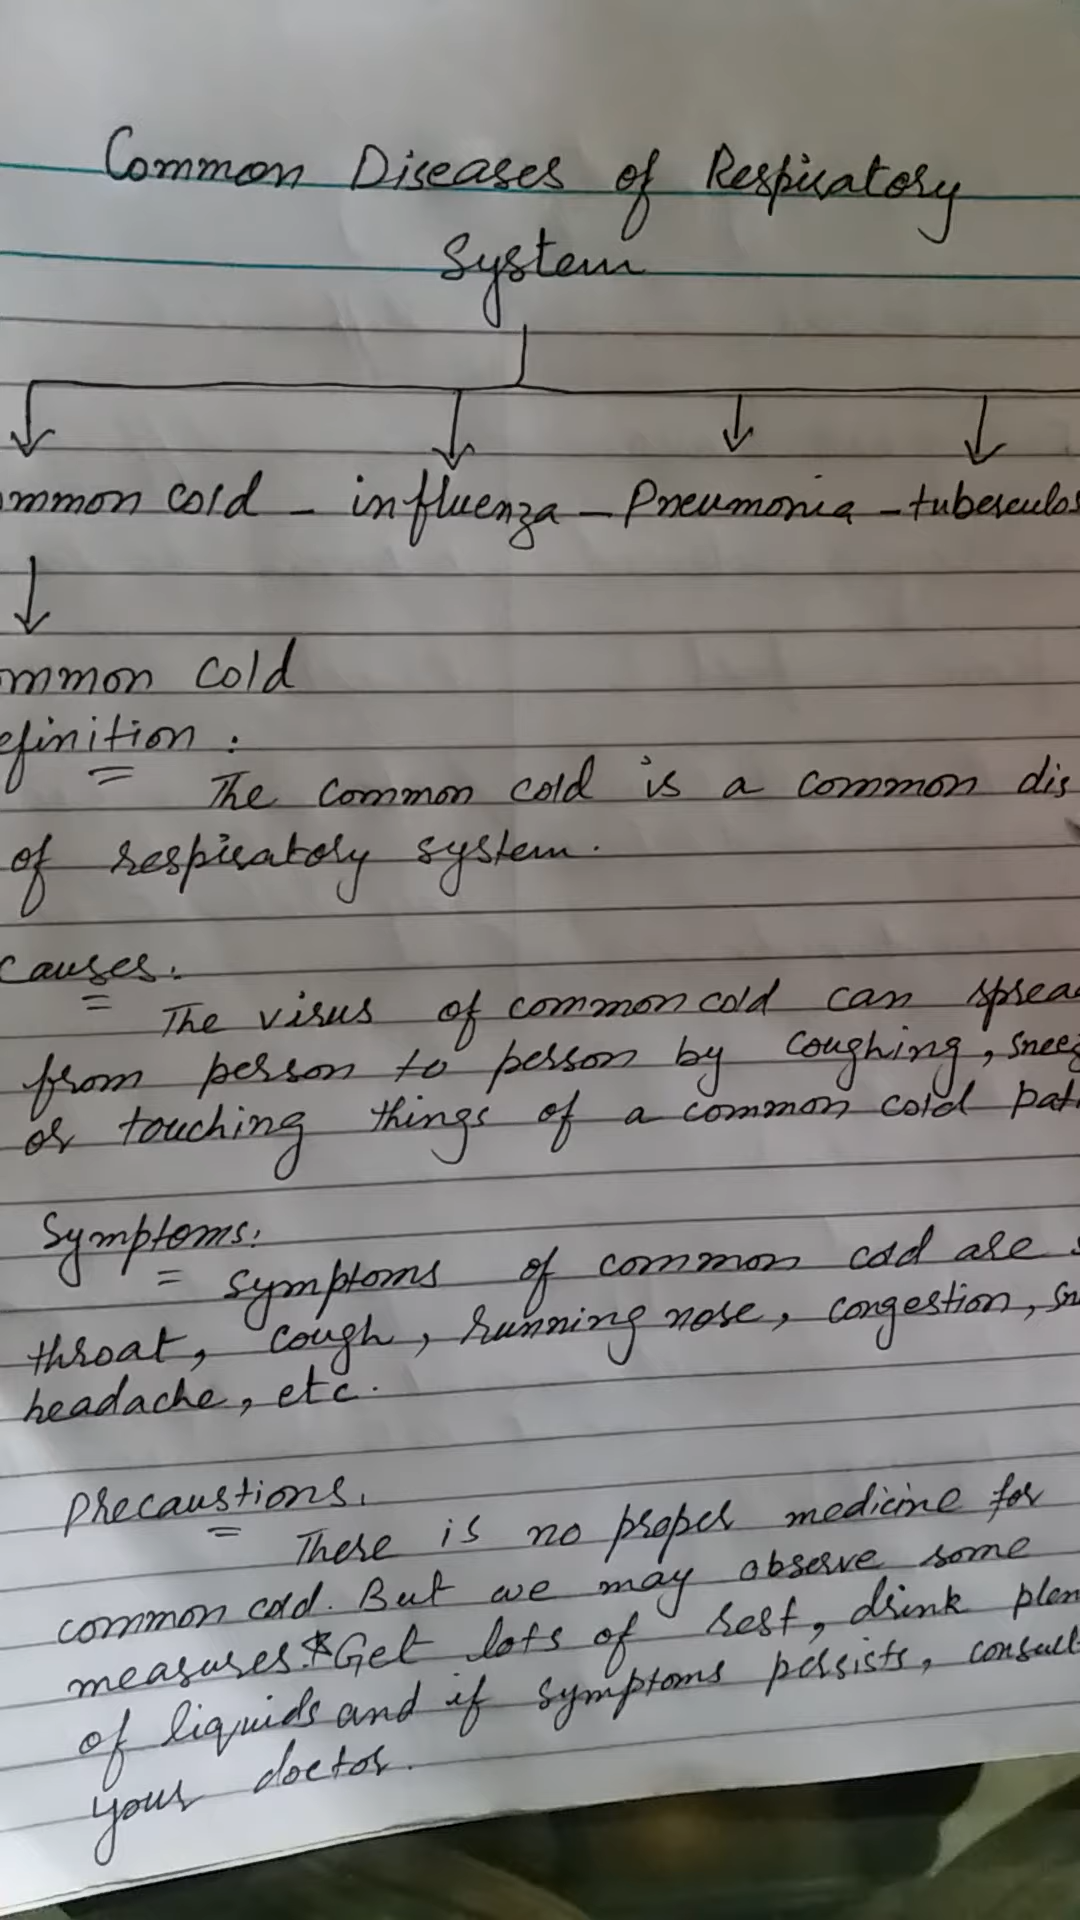 Common Diseases of Respiratory
System
ommon cold - influenza - Pneumonia - tuberculos
ommon cold
efinition :
The common cold is a common dis
of respiratory system.
Causes:
The virus of common cold can sprea
from person to person by coughing, sneez
or touching things of a common cold pat
Symptoms:
symptoms of common cold are s
throat, cough, running nose, congestion, sn
headache, etc.
Precaustions.
There is no proper medicine for
common cold. But we may observe some
measures. Get lots of rest, drink plen
of liquids and if symptoms persists, consult
your doctor.